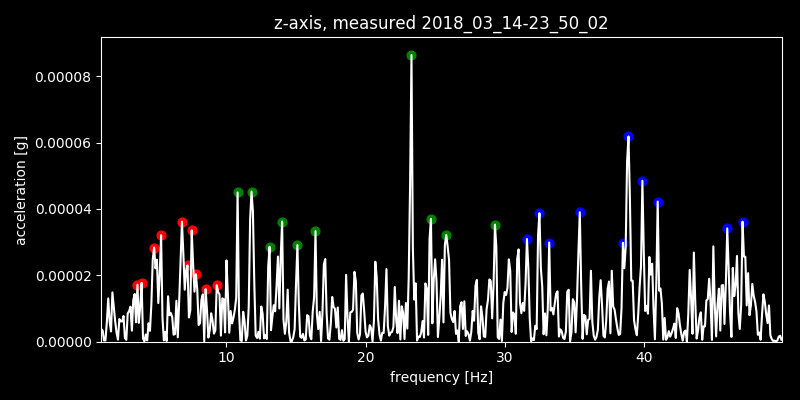 z-axis, measured 2018_03_14-23_50_02
0.00008
0.00006
0.00004
0.00002
0.00000
acceleration [g]
10 20 30 40
frequency [Hz]